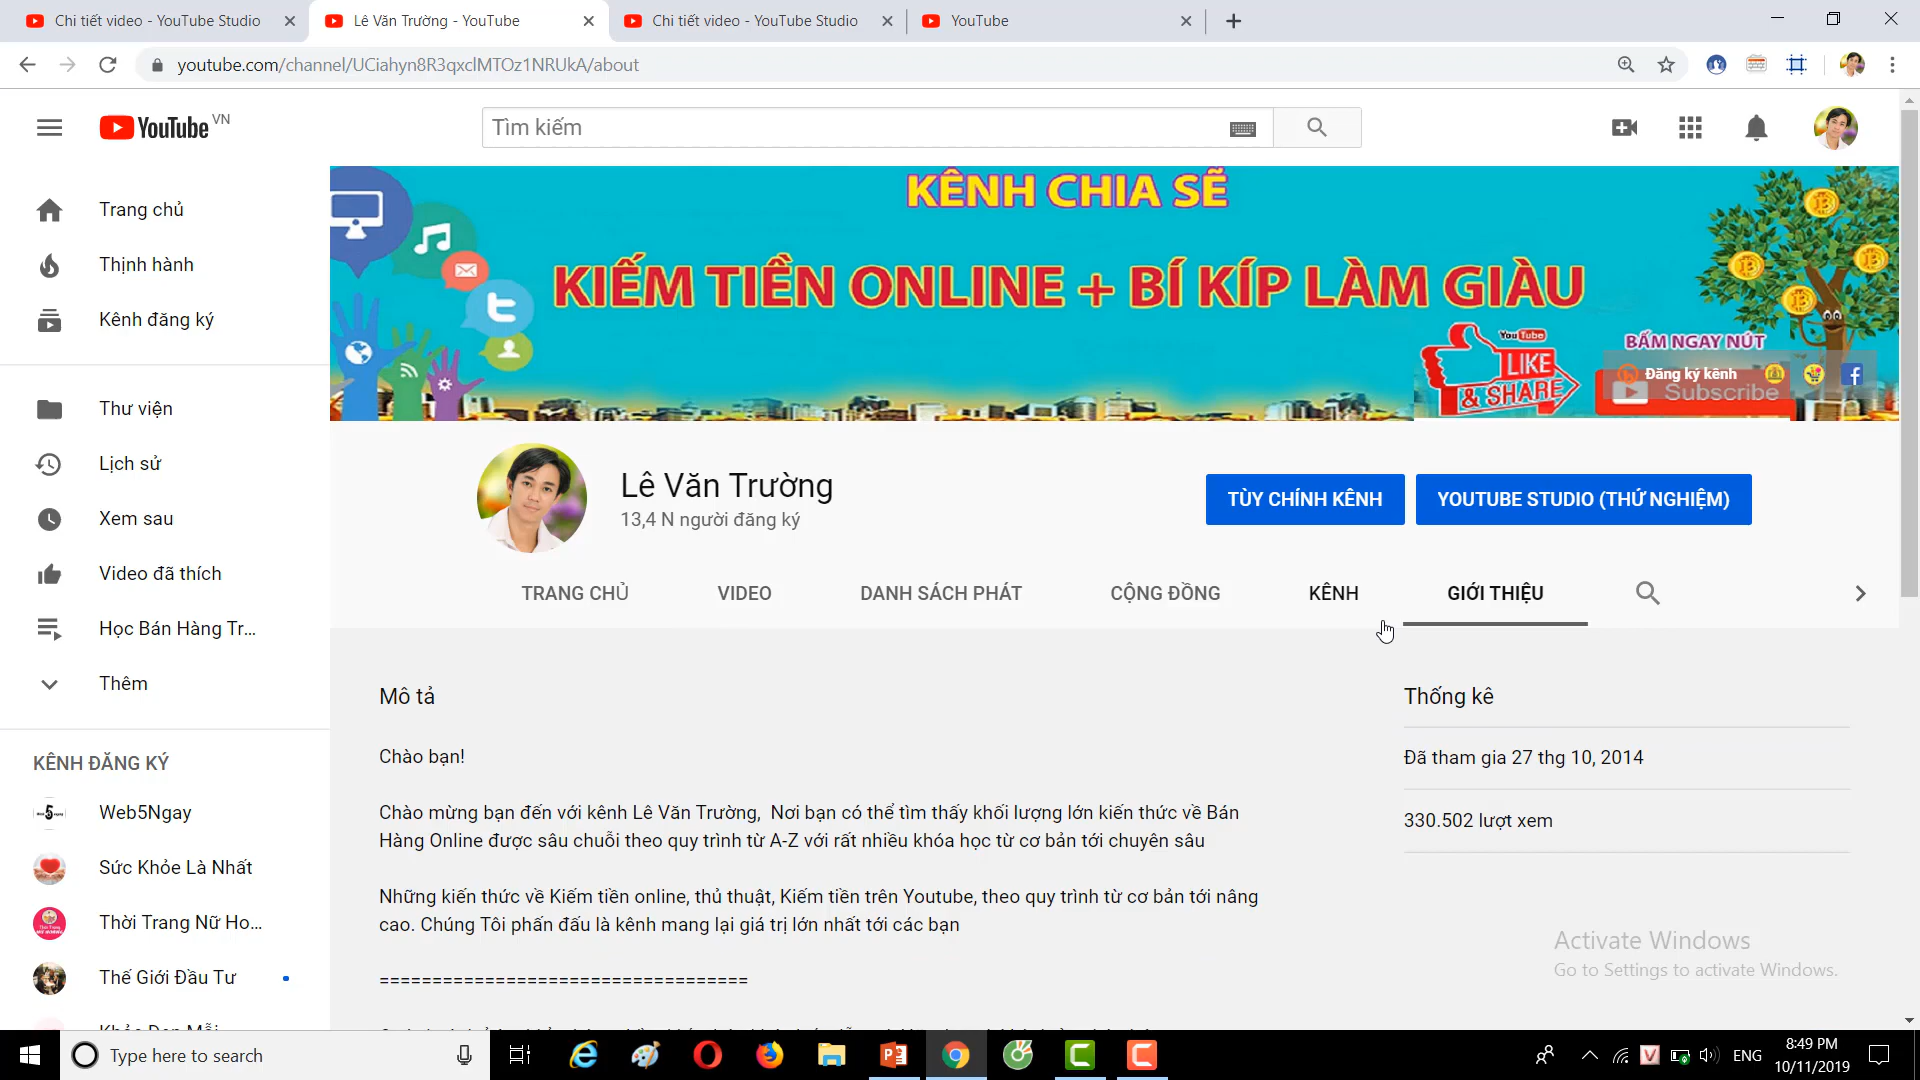 Chi tiết video - YouTube Studio
Lê Văn Trường - YouTube
Chi tiết video - YouTube Studio
YouTube
youtube.com/channel/UCiahyn8R3qxclMTOz1NRUkA/about
YouTube VN
Tìm kiếm
Trang chủ
Thịnh hành
Kênh đăng ký
Thư viện
Lịch sử
Xem sau
Video đã thích
Học Bán Hàng Tr...
Thêm
KÊNH ĐĂNG KÝ
Web5Ngay
Sức Khỏe Là Nhất
Thời Trang Nữ Ho...
Thế Giới Đầu Tư
KÊNH CHIA SẼ
KIẾM TIỀN ONLINE + BÍ KÍP LÀM GIÀU
YouTube
LIKE
& SHARE
BẤM NGAY NÚT
Đăng ký kênh
Subscribe
Lê Văn Trường
13,4 N người đăng ký
TÙY CHỈNH KÊNH
YOUTUBE STUDIO (THỬ NGHIỆM)
TRANG CHỦ
VIDEO
DANH SÁCH PHÁT
CỘNG ĐỒNG
KÊNH
GIỚI THIỆU
Mô tả
Chào bạn!
Chào mừng bạn đến với kênh Lê Văn Trường,  Nơi bạn có thể tìm thấy khối lượng lớn kiến thức về Bán
Hàng Online được sâu chuỗi theo quy trình từ A-Z với rất nhiều khóa học từ cơ bản tới chuyên sâu
Những kiến thức về Kiếm tiền online, thủ thuật, Kiếm tiền trên Youtube, theo quy trình từ cơ bản tới nâng
cao. Chúng Tôi phấn đấu là kênh mang lại giá trị lớn nhất tới các bạn
==================================
Thống kê
Đã tham gia 27 thg 10, 2014
330.502 lượt xem
Activate Windows
Go to Settings to activate Windows.
Type here to search
ENG
8:49 PM
10/11/2019